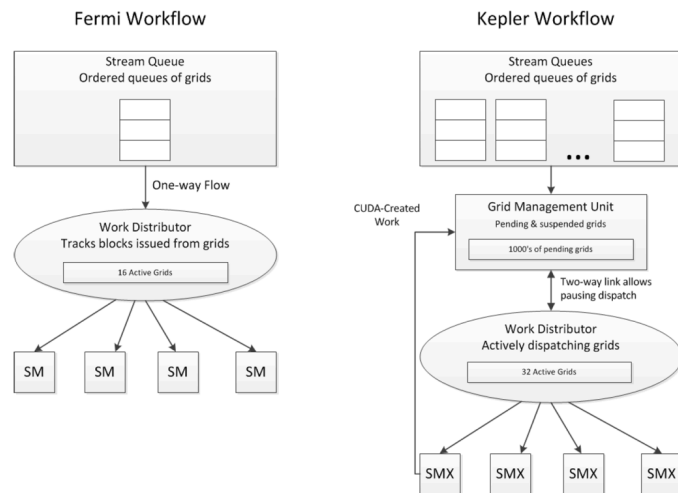 Fermi Workflow
Stream Queue
Ordered queues of grids
One-way Flow
Work Distributor
Tracks blocks issued from grids
16 Active Grids
SM
SM
SM
SM
Kepler Workflow
Stream Queues
Ordered queues of grids
...
CUDA-Created
Work
Grid Management Unit
Pending & suspended grids
1000's of pending grids
Two-way link allows
pausing dispatch
Work Distributor
Actively dispatching grids
32 Active Grids
SMX
SMX
SMX
SMX